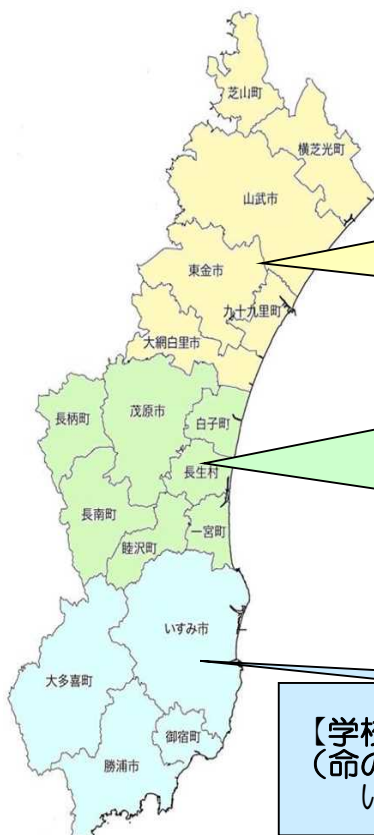 芝山町
横芝光町
山武市
東金市
九十九里町
大網白里市
長柄町
茂原市
白子町
長生村
長南町
一宮町
睦沢町
いすみ市
大多喜町
御宿町
勝浦市
【学校
（命の
い